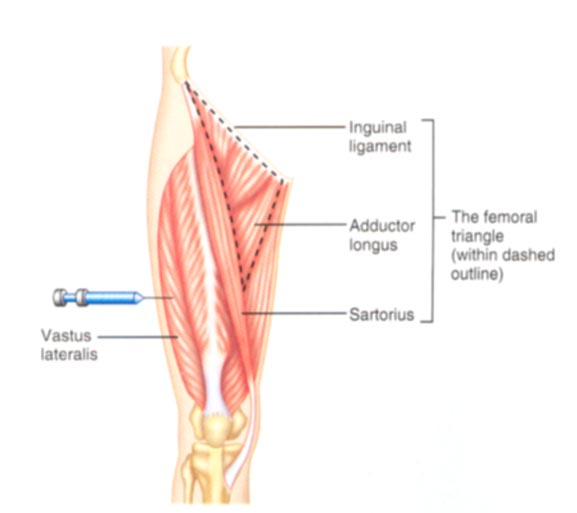 Inguinal
ligament
Adductor
longus
The femoral
triangle
(within dashed
outline)
Sartorius
Vastus
lateralis